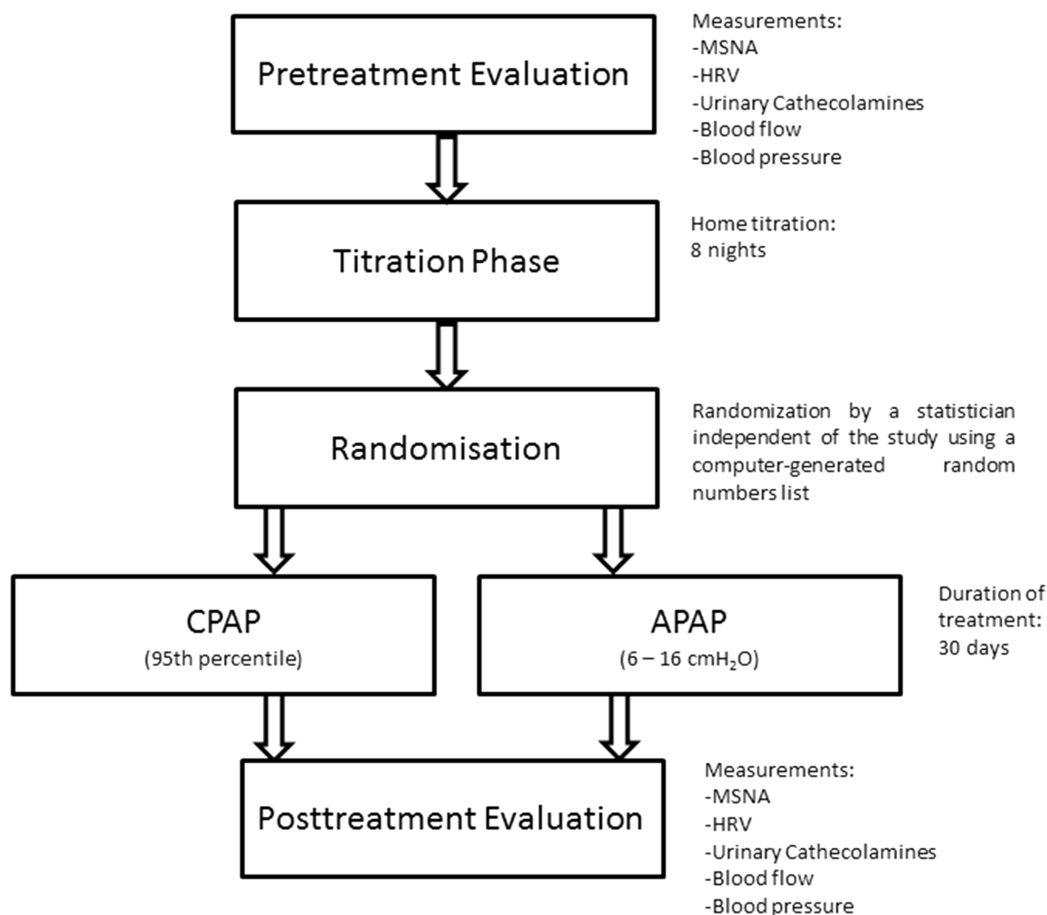 Pretreatment Evaluation
Measurements:
-MSNA
-HRV
-Urinary Cathecolamines
-Blood flow
-Blood pressure
Titration Phase
Home titration:
8 nights
Randomisation
Randomization by a statistician
independent of the study using a
computer-generated random
numbers list
CPAP
(95th percentile)
APAP
(6 – 16 cmH₂O)
Duration of
treatment:
30 days
Posttreatment Evaluation
Measurements:
-MSNA
-HRV
-Urinary Cathecolamines
-Blood flow
-Blood pressure